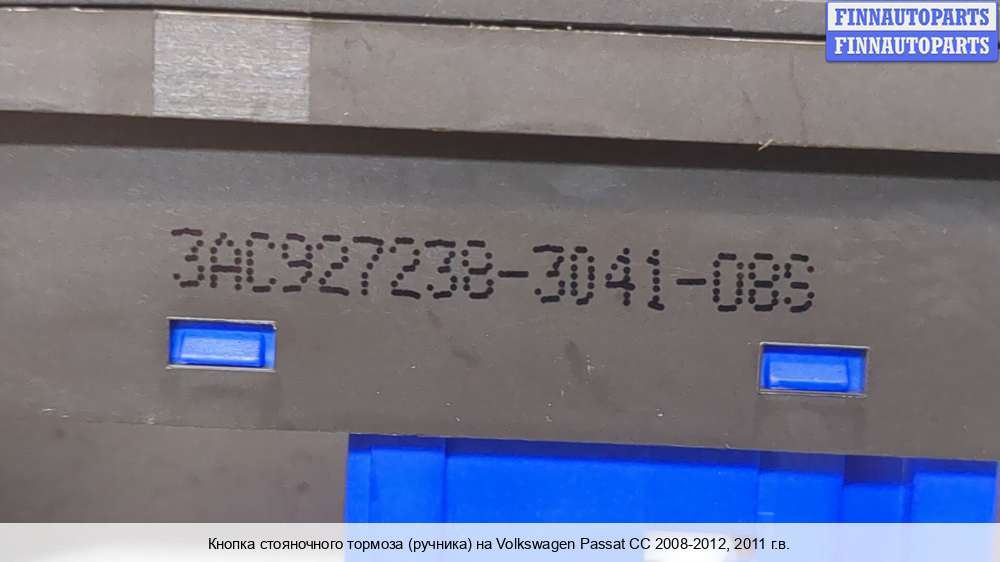 FINNAUTOPARTS
FINNAUTOPARTS
3AC927238-3041-08S
Кнопка стояночного тормоза (ручника) на Volkswagen Passat CC 2008-2012, 2011 г.в.